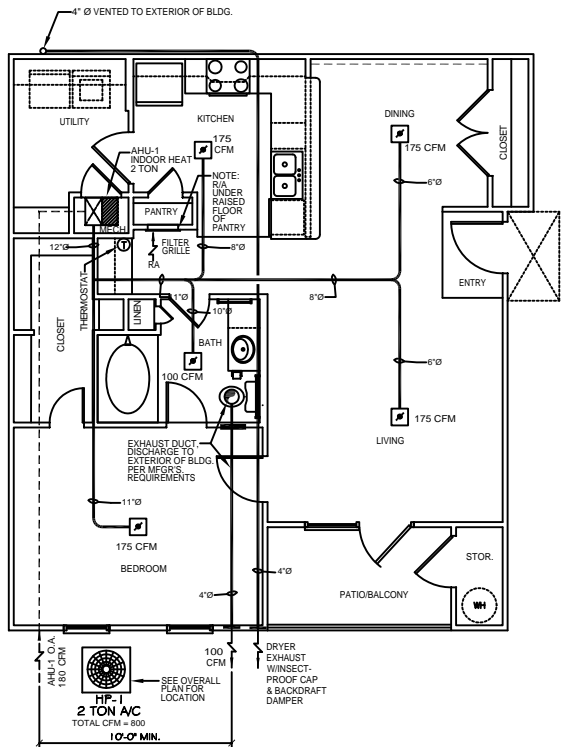 4" Ø VENTED TO EXTERIOR OF BLDG.
UTILITY
KITCHEN
DINING
CLOSET
175
CFM
175 CFM
AHU-1
INDOOR HEAT
2 TON
NOTE:
R/A
UNDER
RAISED
FLOOR
OF
PANTRY
6"Ø
PANTRY
MECH
12"Ø
T
FILTER
GRILLE
RA
8"Ø
ENTRY
THERMOSTAT
CLOSET
LINEN
11"Ø
10"Ø
8"Ø
BATH
100 CFM
6"Ø
175 CFM
LIVING
EXHAUST DUCT,
DISCHARGE TO
EXTERIOR OF BLDG.
PER MFGR'S.
REQUIREMENTS
11"Ø
175 CFM
BEDROOM
4"Ø
4"Ø
STOR.
PATIO/BALCONY
WH
AHU-1 O.A.
180 CFM
100
CFM
DRYER
EXHAUST
W/INSECT-
PROOF CAP
& BACKDRAFT
DAMPER
SEE OVERALL
PLAN FOR
LOCATION
HP-1
2 TON A/C
TOTAL CFM = 800
10'-0" MIN.